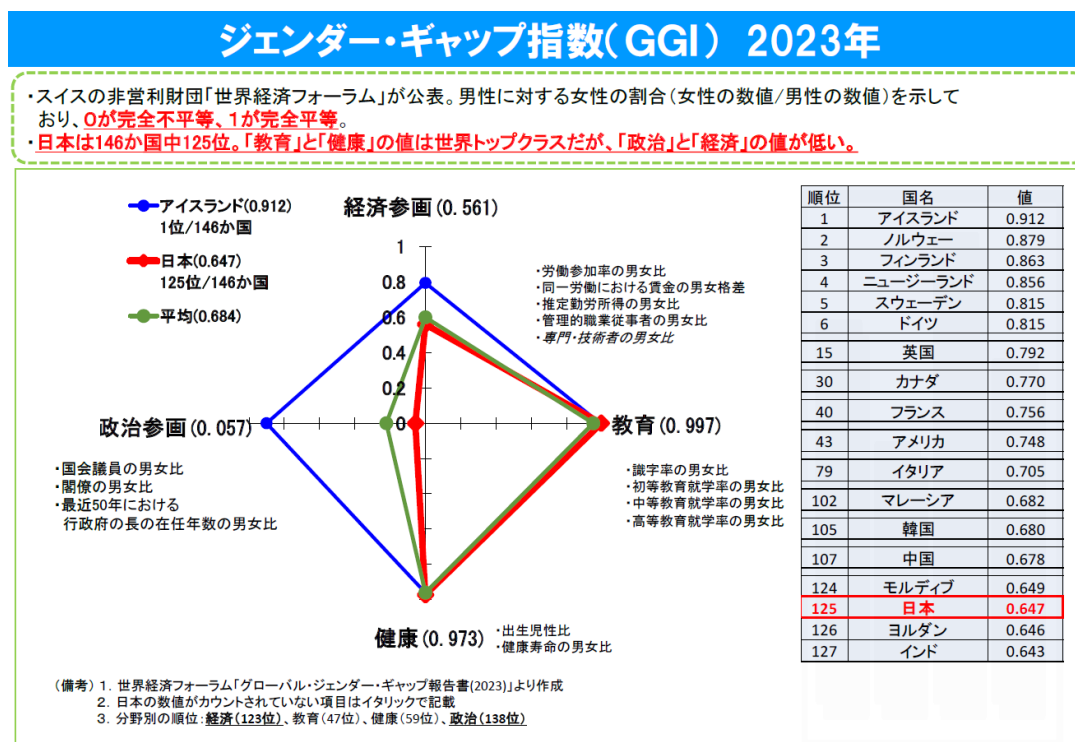 ジェンダー・ギャップ指数(GGI) 2023年
・スイスの非営利財団「世界経済フォーラム」が公表。男性に対する女性の割合(女性の数値/男性の数値)を示して
おり、0が完全不平等、1が完全平等。
・日本は146か国中125位。「教育」と「健康」の値は世界トップクラスだが、「政治」と「経済」の値が低い。
アイスランド(0.912)
1位/146か国
日本(0.647)
125位/146か国
平均(0.684)
経済参画(0.561)
・労働参加率の男女比
・同一労働における賃金の男女格差
・推定勤労所得の男女比
・管理的職業従事者の男女比
・専門・技術者の男女比
1
0.8
0.6
0.4
0.2
0
政治参画(0.057)
・国会議員の男女比
・閣僚の男女比
・最近50年における
行政府の長の在任年数の男女比
教育(0.997)
・識字率の男女比
・初等教育就学率の男女比
・中等教育就学率の男女比
・高等教育就学率の男女比
健康(0.973)
・出生児性比
・健康寿命の男女比
順位 国名 値
1 アイスランド 0.912
2 ノルウェー 0.879
3 フィンランド 0.863
4 ニュージーランド 0.856
5 スウェーデン 0.815
6 ドイツ 0.815
15 英国 0.792
30 カナダ 0.770
40 フランス 0.756
43 アメリカ 0.748
79 イタリア 0.705
102 マレーシア 0.682
105 韓国 0.680
107 中国 0.678
124 モルディブ 0.649
125 日本 0.647
126 ヨルダン 0.646
127 インド 0.643
(備考) 1. 世界経済フォーラム「グローバル・ジェンダー・ギャップ報告書(2023)」より作成
2. 日本の数値がカウントされていない項目はイタリックで記載
3. 分野別の順位:経済(123位)、教育(47位)、健康(59位)、政治(138位)